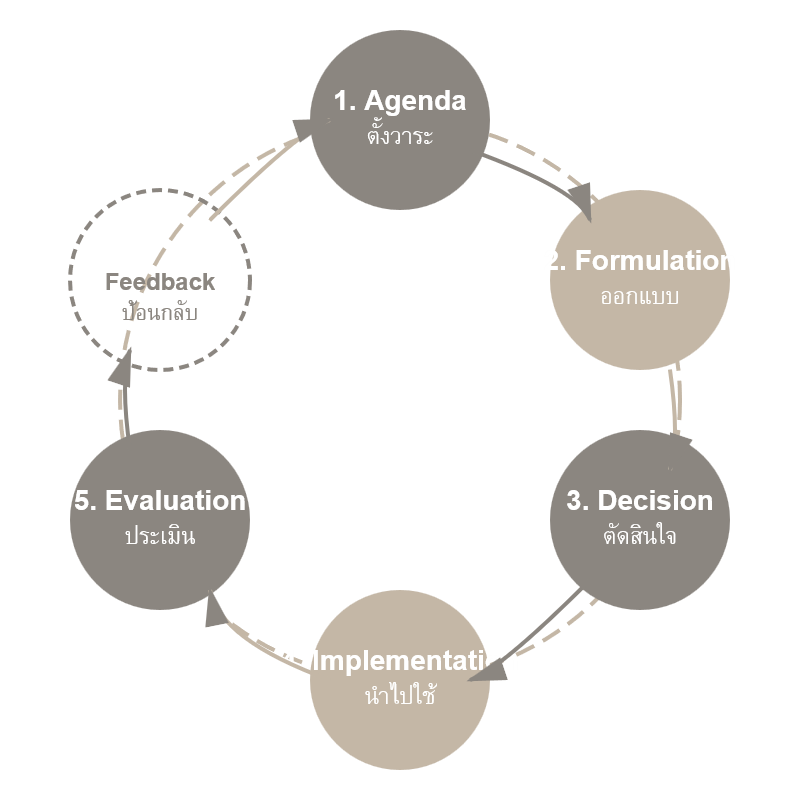 1. Agenda
ตั้งวาระ
2. Formulation
ออกแบบ
3. Decision
ตัดสินใจ
Implementati
นำไปใช้
5. Evaluation
ประเมิน
Feedback
ป้อนกลับ